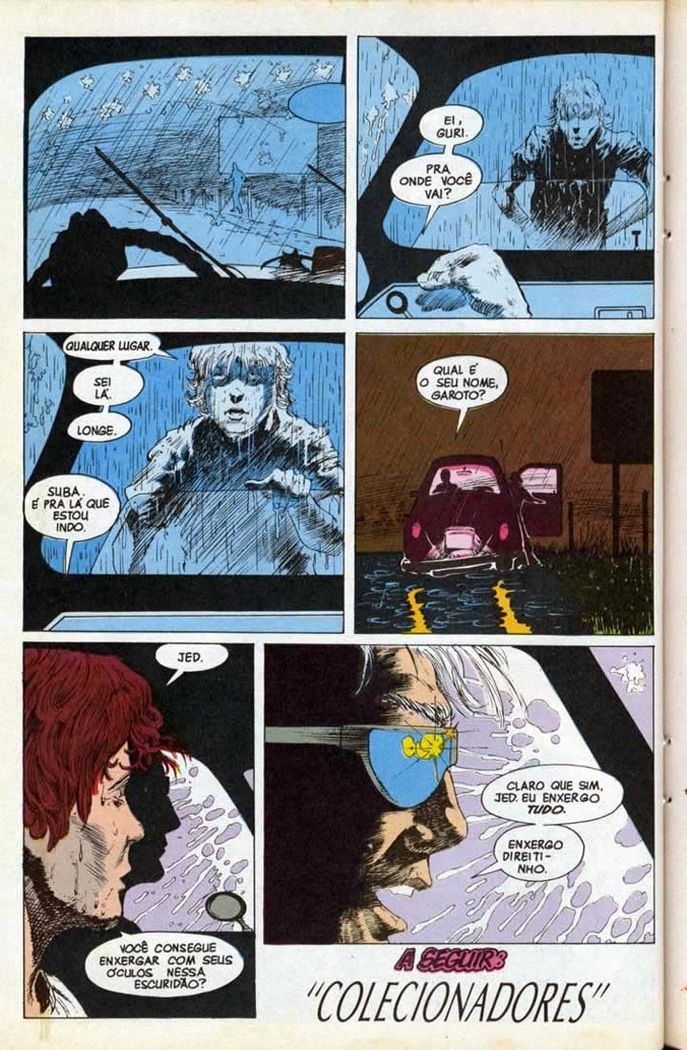 EI,
GURI.
PRA
ONDE VOCÊ
VAI?
QUALQUER LUGAR.
SEI
LÁ.
LONGE.
SUBA.
É PRA LÁ QUE
ESTOU
INDO.
QUAL É
O SEU NOME,
GAROTO?
JED.
VOCÊ CONSEGUE
ENXERGAR COM SEUS
ÓCULOS NESSA
ESCURIDÃO?
CLARO QUE SIM,
JED. EU ENXERGO
TUDO.
ENXERGO
DIREITI-
NHO.
A SEGUIR:
"COLECIONADORES"